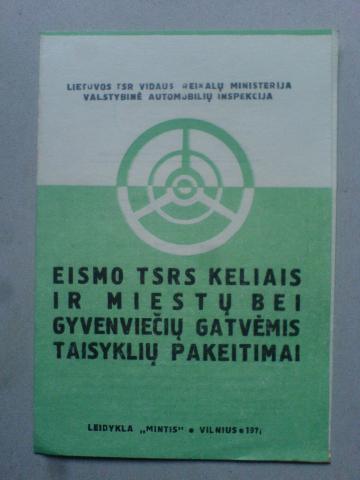 LIETUVOS TSR VIDAUS REIKALŲ MINISTERIJA
VALSTYBINĖ AUTOMOBILIŲ INSPEKCIJA
EISMO TSRS KELIAIS
IR MIESTŲ BEI
GYVENVIEČIŲ GATVĖMIS
TAISYKLIŲ PAKEITIMAI
LEIDYKLA „MINTIS" • VILNIUS •